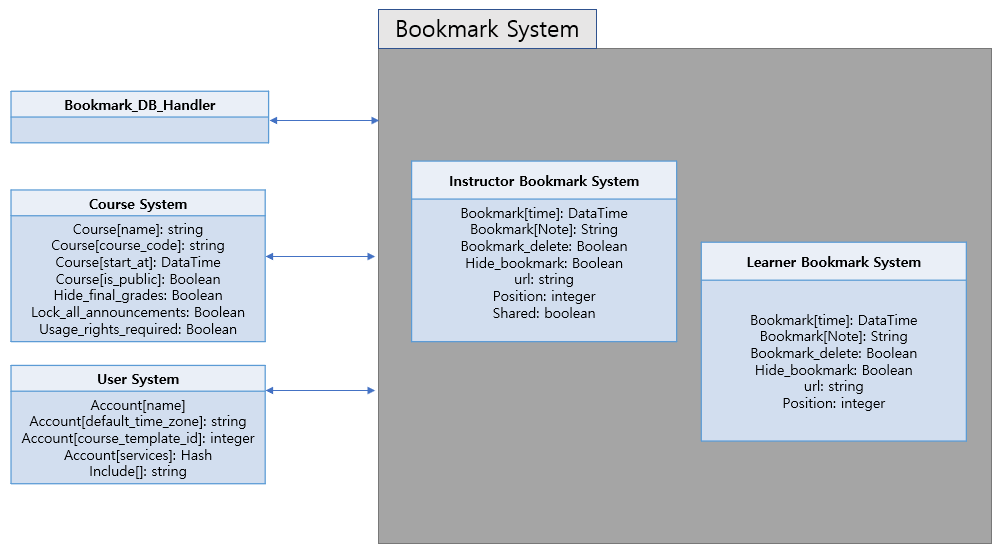 Bookmark System
Bookmark_DB_Handler
Course System
Course[name]: string
Course[course_code]: string
Course[start_at]: DataTime
Course[is_public]: Boolean
Hide_final_grades: Boolean
Lock_all_announcements: Boolean
Usage_rights_required: Boolean
User System
Account[name]
Account[default_time_zone]: string
Account[course_template_id]: integer
Account[services]: Hash
Include[]: string
Instructor Bookmark System
Bookmark[time]: DataTime
Bookmark[Note]: String
Bookmark_delete: Boolean
Hide_bookmark: Boolean
url: string
Position: integer
Shared: boolean
Learner Bookmark System
Bookmark[time]: DataTime
Bookmark[Note]: String
Bookmark_delete: Boolean
Hide_bookmark: Boolean
url: string
Position: integer